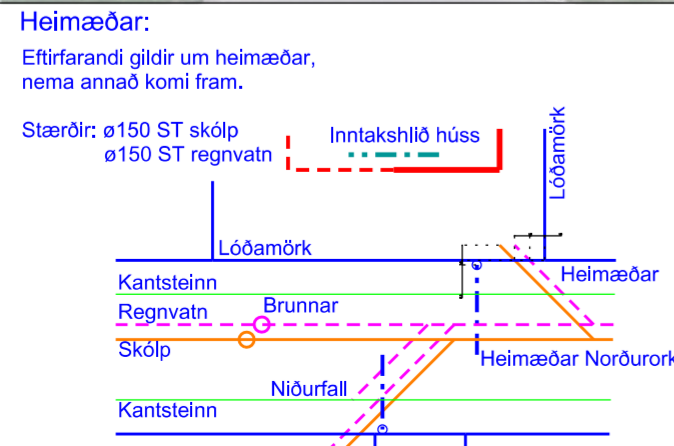 Heimæðar:
Eftirfarandi gildir um heimæðar,
nema annað komi fram.
Stærðir: ø150 ST skólp
ø150 ST regnvatn
Inntakshlið húss
Lóðamörk
Lóðamörk
Kantsteinn
Heimæðar
Regnvatn
Brunnar
Skólp
Heimæðar Norðurork
Niðurfall
Kantsteinn